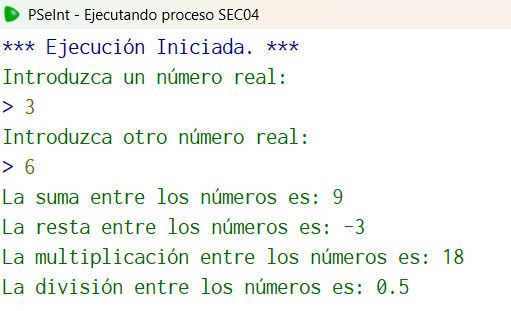 PSeInt - Ejecutando proceso SEC04
*** Ejecución Iniciada. ***
Introduzca un número real:
> 3
Introduzca otro número real:
> 6
La suma entre los números es: 9
La resta entre los números es: -3
La multiplicación entre los números es: 18
La división entre los números es: 0.5